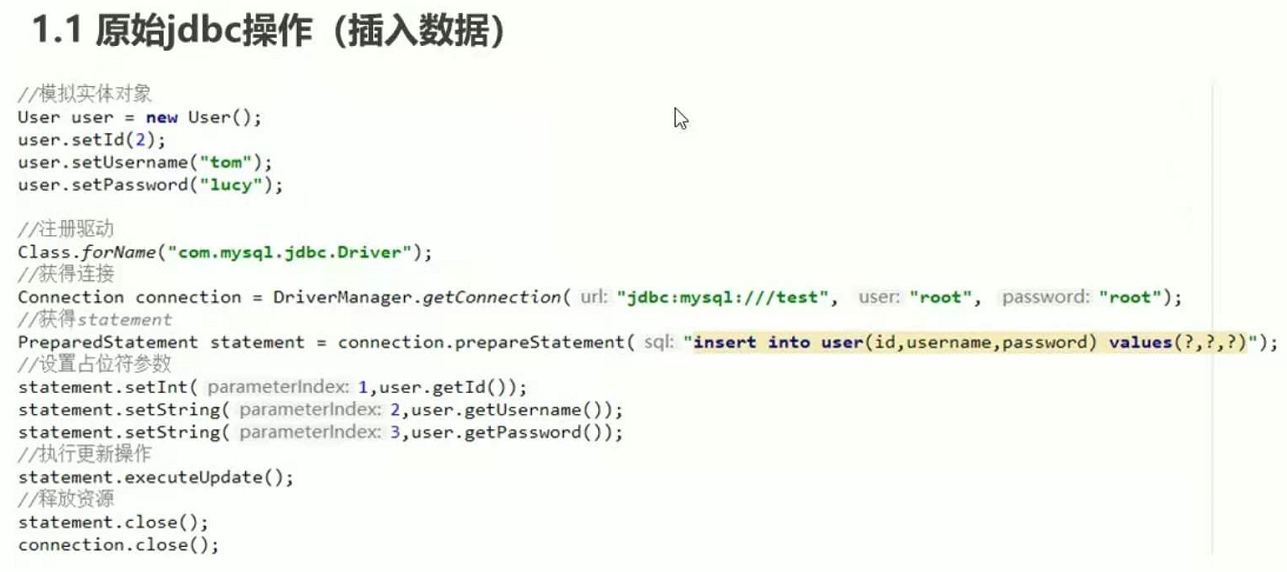 1.1 原始jdbc操作（插入数据）
//模拟实体对象
User user = new User();
user.setId(2);
user.setUsername("tom");
user.setPassword("lucy");
//注册驱动
Class.forName("com.mysql.jdbc.Driver");
//获得连接
Connection connection = DriverManager.getConnection( url: "jdbc:mysql:///test", user: "root", password: "root");
//获得statement
PreparedStatement statement = connection.prepareStatement( sql: "insert into user(id,username,password) values(?,?,?)");
//设置占位符参数
statement.setInt( parameterIndex: 1,user.getId());
statement.setString( parameterIndex: 2,user.getUsername());
statement.setString( parameterIndex: 3,user.getPassword());
//执行更新操作
statement.executeUpdate();
//释放资源
statement.close();
connection.close();